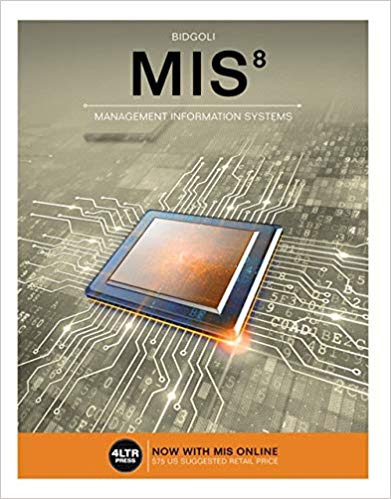 BIDGOLI
MIS8
MANAGEMENT INFORMATION SYSTEMS
4LTR
PRESS
NOW WITH MIS ONLINE
$75 US SUGGESTED RETAIL PRICE